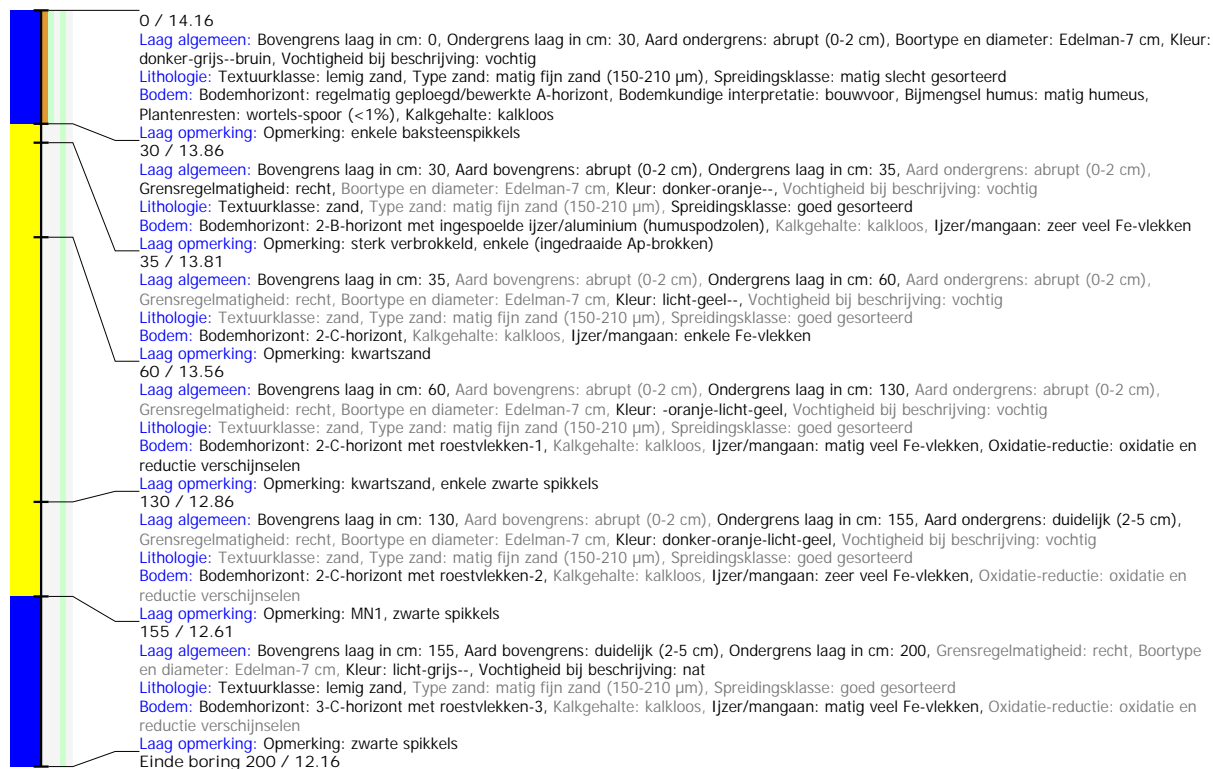 0 / 14.16
Laag algemeen: Bovengrens laag in cm: 0, Ondergrens laag in cm: 30, Aard ondergrens: abrupt (0-2 cm), Boortype en diameter: Edelman-7 cm, Kleur:
donker-grijs--bruin, Vochtigheid bij beschrijving: vochtig
Lithologie: Textuurklasse: lemig zand, Type zand: matig fijn zand (150-210 µm), Spreidingsklasse: matig slecht gesorteerd
Bodem: Bodemhorizont: regelmatig geploegd/bewerkte A-horizont, Bodemkundige interpretatie: bouwvoor, Bijmengsel humus: matig humeus,
Plantenresten: wortels-spoor (<1%), Kalkgehalte: kalkloos
Laag opmerking: Opmerking: enkele baksteenspikkels
30 / 13.86
Laag algemeen: Bovengrens laag in cm: 30, Aard bovengrens: abrupt (0-2 cm), Ondergrens laag in cm: 35, Aard ondergrens: abrupt (0-2 cm),
Grensregelmatigheid: recht, Boortype en diameter: Edelman-7 cm, Kleur: donker-oranje--, Vochtigheid bij beschrijving: vochtig
Lithologie: Textuurklasse: zand, Type zand: matig fijn zand (150-210 µm), Spreidingsklasse: goed gesorteerd
Bodem: Bodemhorizont: 2-B-horizont met ingespoelde ijzer/aluminium (humuspodzolen), Kalkgehalte: kalkloos, Ijzer/mangaan: zeer veel Fe-vlekken
Laag opmerking: Opmerking: sterk verbrokkeld, enkele (ingedraaide Ap-brokken)
35 / 13.81
Laag algemeen: Bovengrens laag in cm: 35, Aard bovengrens: abrupt (0-2 cm), Ondergrens laag in cm: 60, Aard ondergrens: abrupt (0-2 cm),
Grensregelmatigheid: recht, Boortype en diameter: Edelman-7 cm, Kleur: licht-geel--, Vochtigheid bij beschrijving: vochtig
Lithologie: Textuurklasse: zand, Type zand: matig fijn zand (150-210 µm), Spreidingsklasse: goed gesorteerd
Bodem: Bodemhorizont: 2-C-horizont, Kalkgehalte: kalkloos, Ijzer/mangaan: enkele Fe-vlekken
Laag opmerking: Opmerking: kwartszand
60 / 13.56
Laag algemeen: Bovengrens laag in cm: 60, Aard bovengrens: abrupt (0-2 cm), Ondergrens laag in cm: 130, Aard ondergrens: abrupt (0-2 cm),
Grensregelmatigheid: recht, Boortype en diameter: Edelman-7 cm, Kleur: -oranje-licht-geel, Vochtigheid bij beschrijving: vochtig
Lithologie: Textuurklasse: zand, Type zand: matig fijn zand (150-210 µm), Spreidingsklasse: goed gesorteerd
Bodem: Bodemhorizont: 2-C-horizont met roestvlekken-1, Kalkgehalte: kalkloos, Ijzer/mangaan: matig veel Fe-vlekken, Oxidatie-reductie: oxidatie en
reductie verschijnselen
Laag opmerking: Opmerking: kwartszand, enkele zwarte spikkels
130 / 12.86
Laag algemeen: Bovengrens laag in cm: 130, Aard bovengrens: abrupt (0-2 cm), Ondergrens laag in cm: 155, Aard ondergrens: duidelijk (2-5 cm),
Grensregelmatigheid: recht, Boortype en diameter: Edelman-7 cm, Kleur: donker-oranje-licht-geel, Vochtigheid bij beschrijving: vochtig
Lithologie: Textuurklasse: zand, Type zand: matig fijn zand (150-210 µm), Spreidingsklasse: goed gesorteerd
Bodem: Bodemhorizont: 2-C-horizont met roestvlekken-2, Kalkgehalte: kalkloos, Ijzer/mangaan: zeer veel Fe-vlekken, Oxidatie-reductie: oxidatie en
reductie verschijnselen
Laag opmerking: Opmerking: MN1, zwarte spikkels
155 / 12.61
Laag algemeen: Bovengrens laag in cm: 155, Aard bovengrens: duidelijk (2-5 cm), Ondergrens laag in cm: 200, Grensregelmatigheid: recht, Boortype
en diameter: Edelman-7 cm, Kleur: licht-grijs--, Vochtigheid bij beschrijving: nat
Lithologie: Textuurklasse: lemig zand, Type zand: matig fijn zand (150-210 µm), Spreidingsklasse: goed gesorteerd
Bodem: Bodemhorizont: 3-C-horizont met roestvlekken-3, Kalkgehalte: kalkloos, Ijzer/mangaan: matig veel Fe-vlekken, Oxidatie-reductie: oxidatie en
reductie verschijnselen
Laag opmerking: Opmerking: zwarte spikkels
Einde boring 200 / 12.16